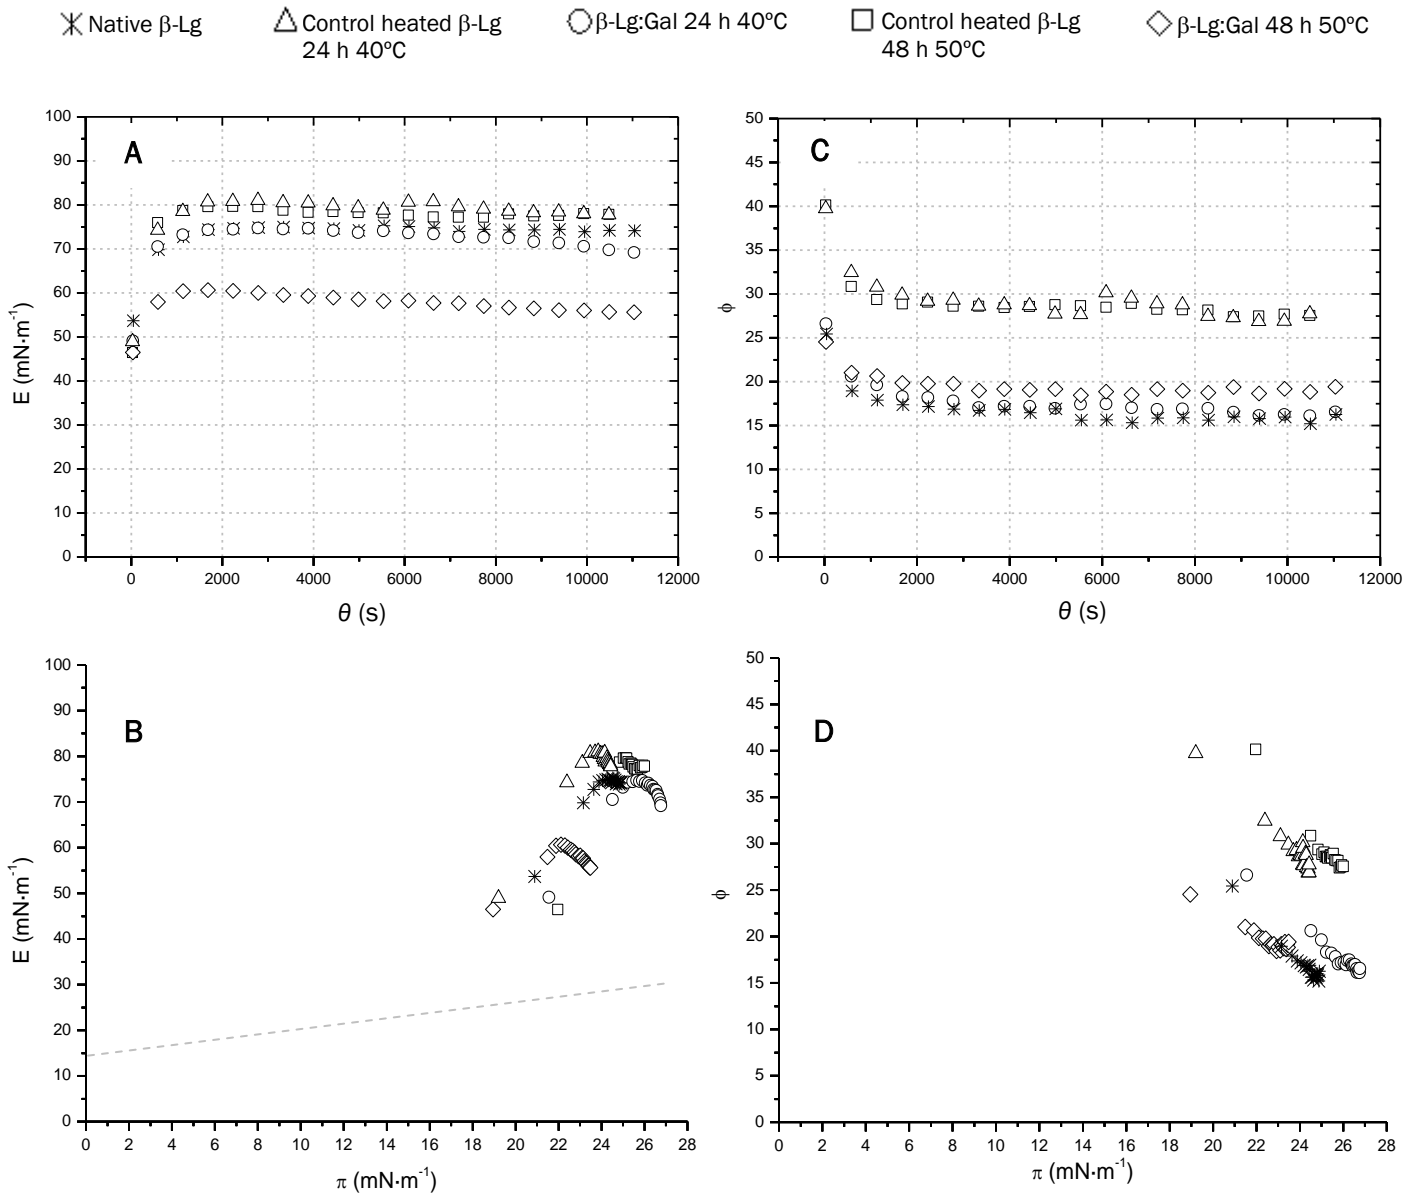 Native β-Lg
Control heated β-Lg
24 h 40ºC
β-Lg:Gal 24 h 40ºC
Control heated β-Lg
48 h 50ºC
β-Lg:Gal 48 h 50ºC
A
E (mN·m⁻¹)
100
90
80
70
60
50
40
30
20
10
0
0 2000 4000 6000 8000 10000 12000
θ (s)
C
ϕ
50
45
40
35
30
25
20
15
10
5
0
0 2000 4000 6000 8000 10000 12000
θ (s)
B
E (mN·m⁻¹)
100
90
80
70
60
50
40
30
20
10
0
0 2 4 6 8 10 12 14 16 18 20 22 24 26 28
π (mN·m⁻¹)
D
ϕ
50
45
40
35
30
25
20
15
10
5
0
0 2 4 6 8 10 12 14 16 18 20 22 24 26 28
π (mN·m⁻¹)